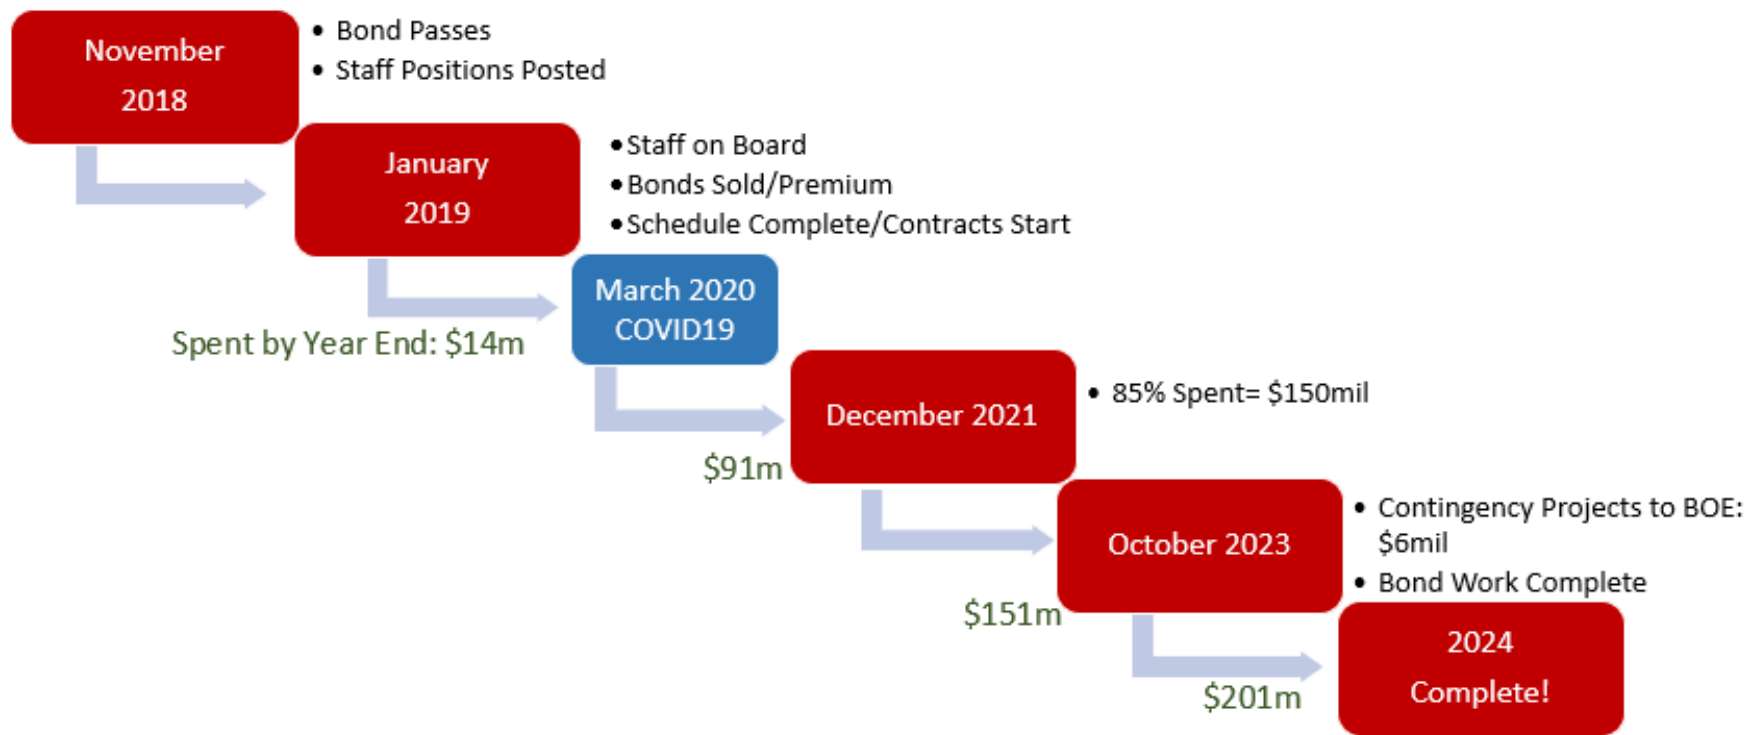 November
2018
• Bond Passes
• Staff Positions Posted
January
2019
•Staff on Board
•Bonds Sold/Premium
•Schedule Complete/Contracts Start
Spent by Year End: $14m
March 2020
COVID19
$91m
December 2021
• 85% Spent= $150mil
$151m
October 2023
• Contingency Projects to BOE:
$6mil
• Bond Work Complete
$201m
2024
Complete!